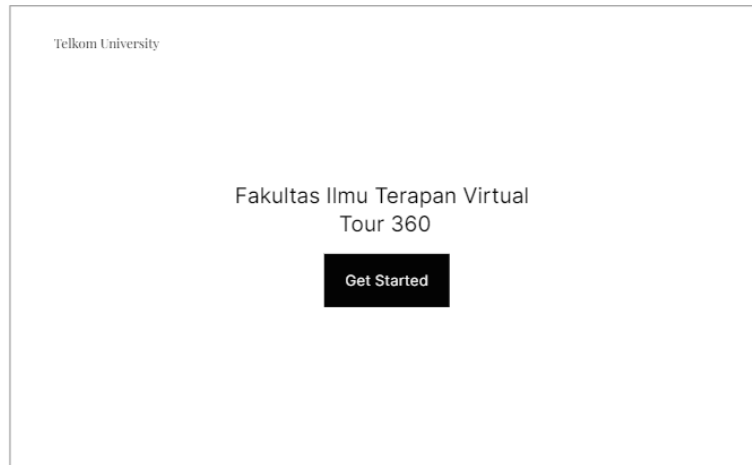 Telkom University
Fakultas Ilmu Terapan Virtual
Tour 360
Get Started